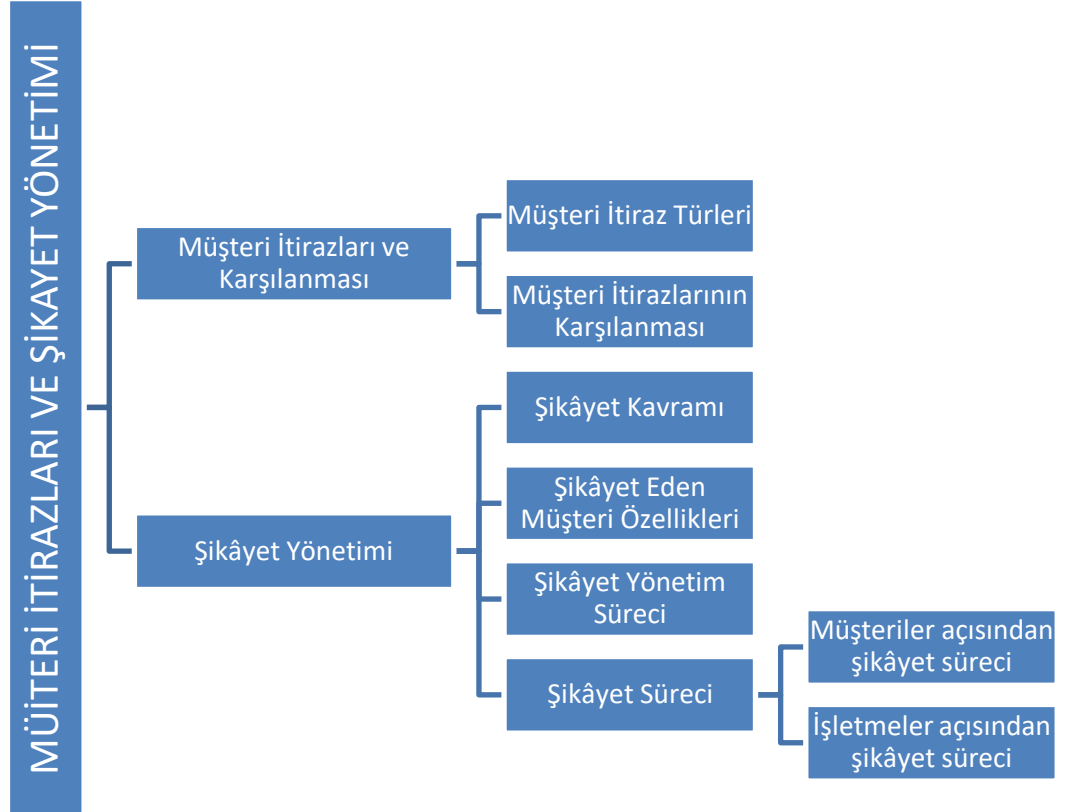 MÜİTERİ İTİRAZLARI VE ŞİKAYET YÖNETİMİ
Müşteri İtirazları ve
Karşılanması
Müşteri İtiraz Türleri
Müşteri İtirazlarının
Karşılanması
Şikâyet Yönetimi
Şikâyet Kavramı
Şikâyet Eden
Müşteri Özellikleri
Şikâyet Yönetim
Süreci
Şikâyet Süreci
Müşteriler açısından
şikâyet süreci
İşletmeler açısından
şikâyet süreci